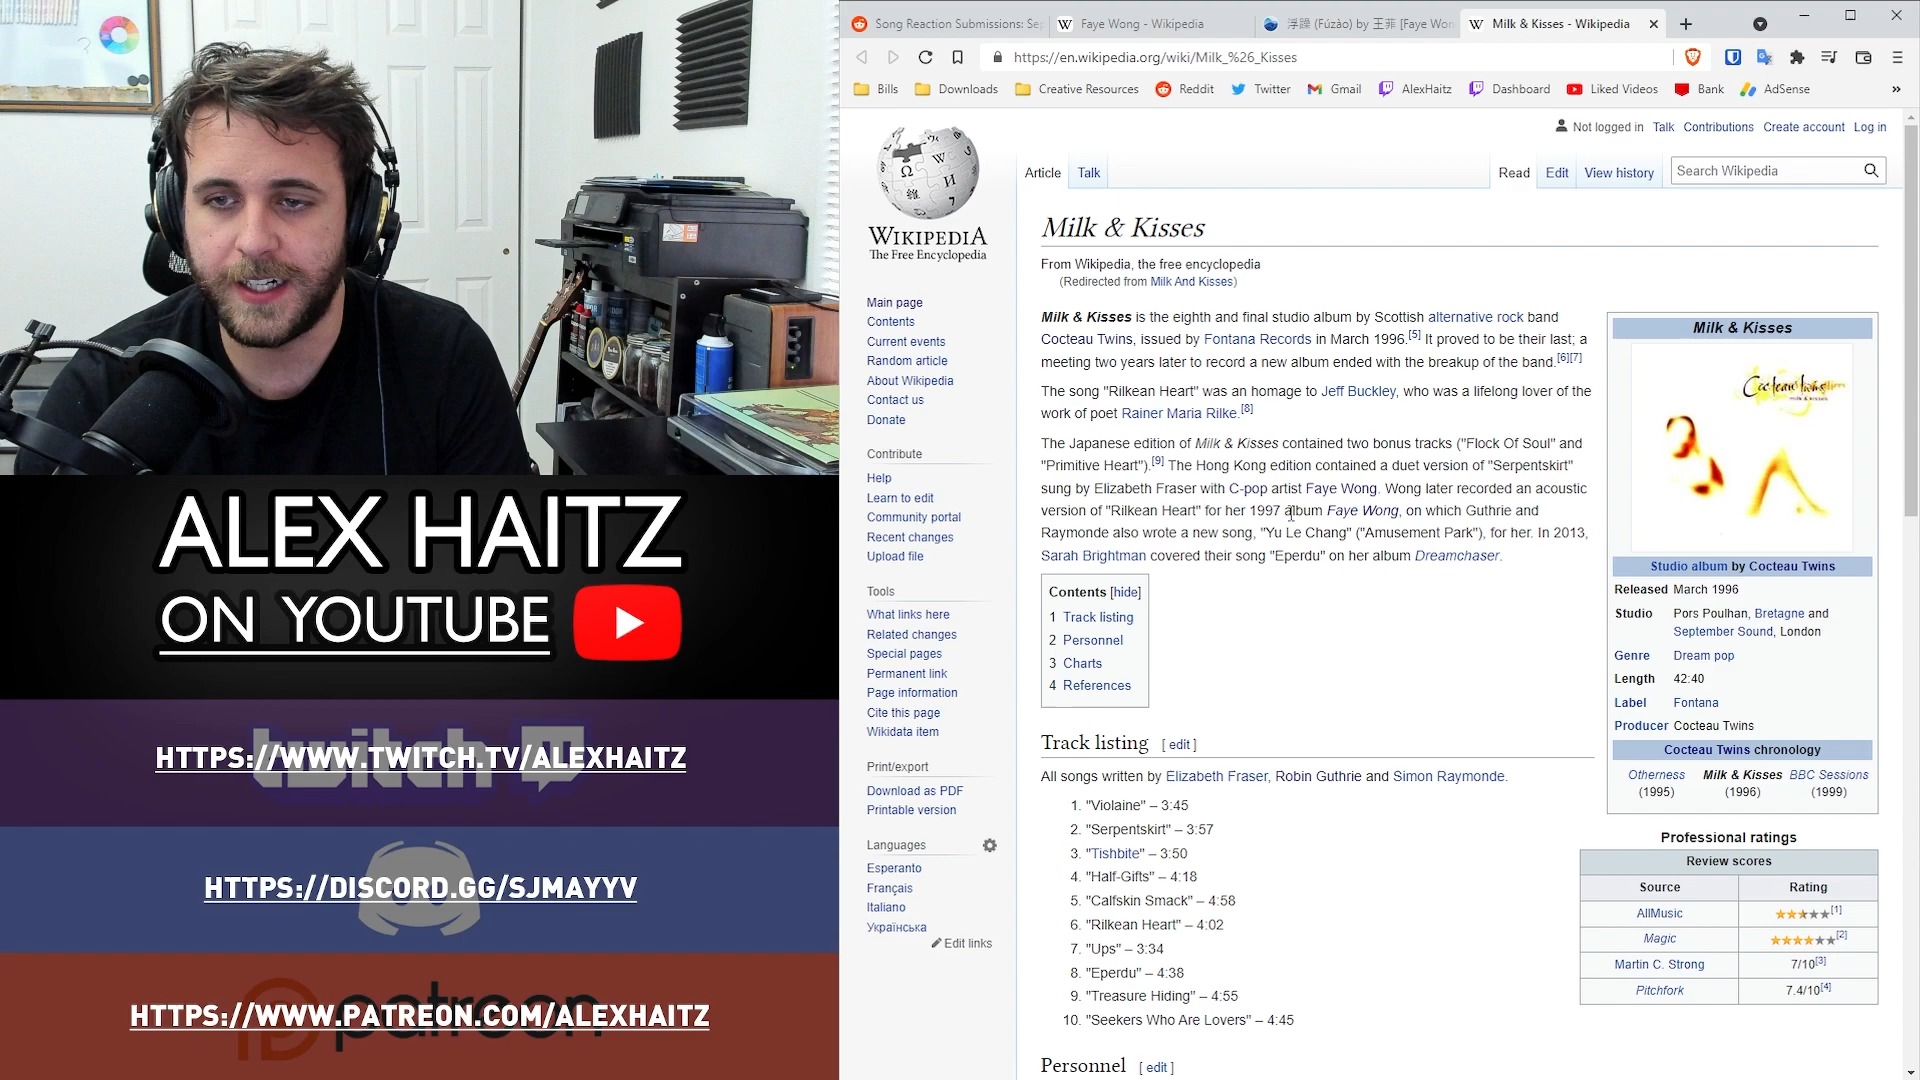 ALEX HAITZ
ON YOUTUBE
twitch
HTTPS://WWW.TWITCH.TV/ALEXHAITZ
HTTPS://DISCORD.GG/SJMAYYV
patreon
HTTPS://WWW.PATREON.COM/ALEXHAITZ
Song Reaction Submissions: Sep
Faye Wong - Wikipedia
浮躁 (Fúzào) by 王菲 [Faye Won
Milk & Kisses - Wikipedia
https://en.wikipedia.org/wiki/Milk_%26_Kisses
Bills
Downloads
Creative Resources
Reddit
Twitter
Gmail
AlexHaitz
Dashboard
Liked Videos
Bank
AdSense
»
Not logged in
Talk
Contributions
Create account
Log in
WIKIPEDIA
The Free Encyclopedia
Article
Talk
Read
Edit
View history
Search Wikipedia
Main page
Contents
Current events
Random article
About Wikipedia
Contact us
Donate
Contribute
Help
Learn to edit
Community portal
Recent changes
Upload file
Tools
What links here
Related changes
Special pages
Permanent link
Page information
Cite this page
Wikidata item
Print/export
Download as PDF
Printable version
Languages
Esperanto
Français
Italiano
Українська
Edit links
Milk & Kisses
From Wikipedia, the free encyclopedia
(Redirected from Milk And Kisses)
Milk & Kisses is the eighth and final studio album by Scottish alternative rock band
Cocteau Twins, issued by Fontana Records in March 1996.[5] It proved to be their last; a
meeting two years later to record a new album ended with the breakup of the band.[6][7]
The song "Rilkean Heart" was an homage to Jeff Buckley, who was a lifelong lover of the
work of poet Rainer Maria Rilke.[8]
The Japanese edition of Milk & Kisses contained two bonus tracks ("Flock Of Soul" and
"Primitive Heart").[9] The Hong Kong edition contained a duet version of "Serpentskirt"
sung by Elizabeth Fraser with C-pop artist Faye Wong. Wong later recorded an acoustic
version of "Rilkean Heart" for her 1997 album Faye Wong, on which Guthrie and
Raymonde also wrote a new song, "Yu Le Chang" ("Amusement Park"), for her. In 2013,
Sarah Brightman covered their song "Eperdu" on her album Dreamchaser.
Contents [hide]
1 Track listing
2 Personnel
3 Charts
4 References
Track listing [ edit ]
All songs written by Elizabeth Fraser, Robin Guthrie and Simon Raymonde.
1. "Violaine" – 3:45
2. "Serpentskirt" – 3:57
3. "Tishbite" – 3:50
4. "Half-Gifts" – 4:18
5. "Calfskin Smack" – 4:58
6. "Rilkean Heart" – 4:02
7. "Ups" – 3:34
8. "Eperdu" – 4:38
9. "Treasure Hiding" – 4:55
10. "Seekers Who Are Lovers" – 4:45
Personnel [ edit ]
Milk & Kisses
milk & kisses
Studio album by Cocteau Twins
Released March 1996
Studio Pors Poulhan, Bretagne and
September Sound, London
Genre Dream pop
Length 42:40
Label Fontana
Producer Cocteau Twins
Cocteau Twins chronology
Otherness Milk & Kisses BBC Sessions
(1995) (1996) (1999)
Professional ratings
Review scores
Source Rating
AllMusic ★★★★★[1]
Magic ★★★★★★[2]
Martin C. Strong 7/10[3]
Pitchfork 7.4/10[4]